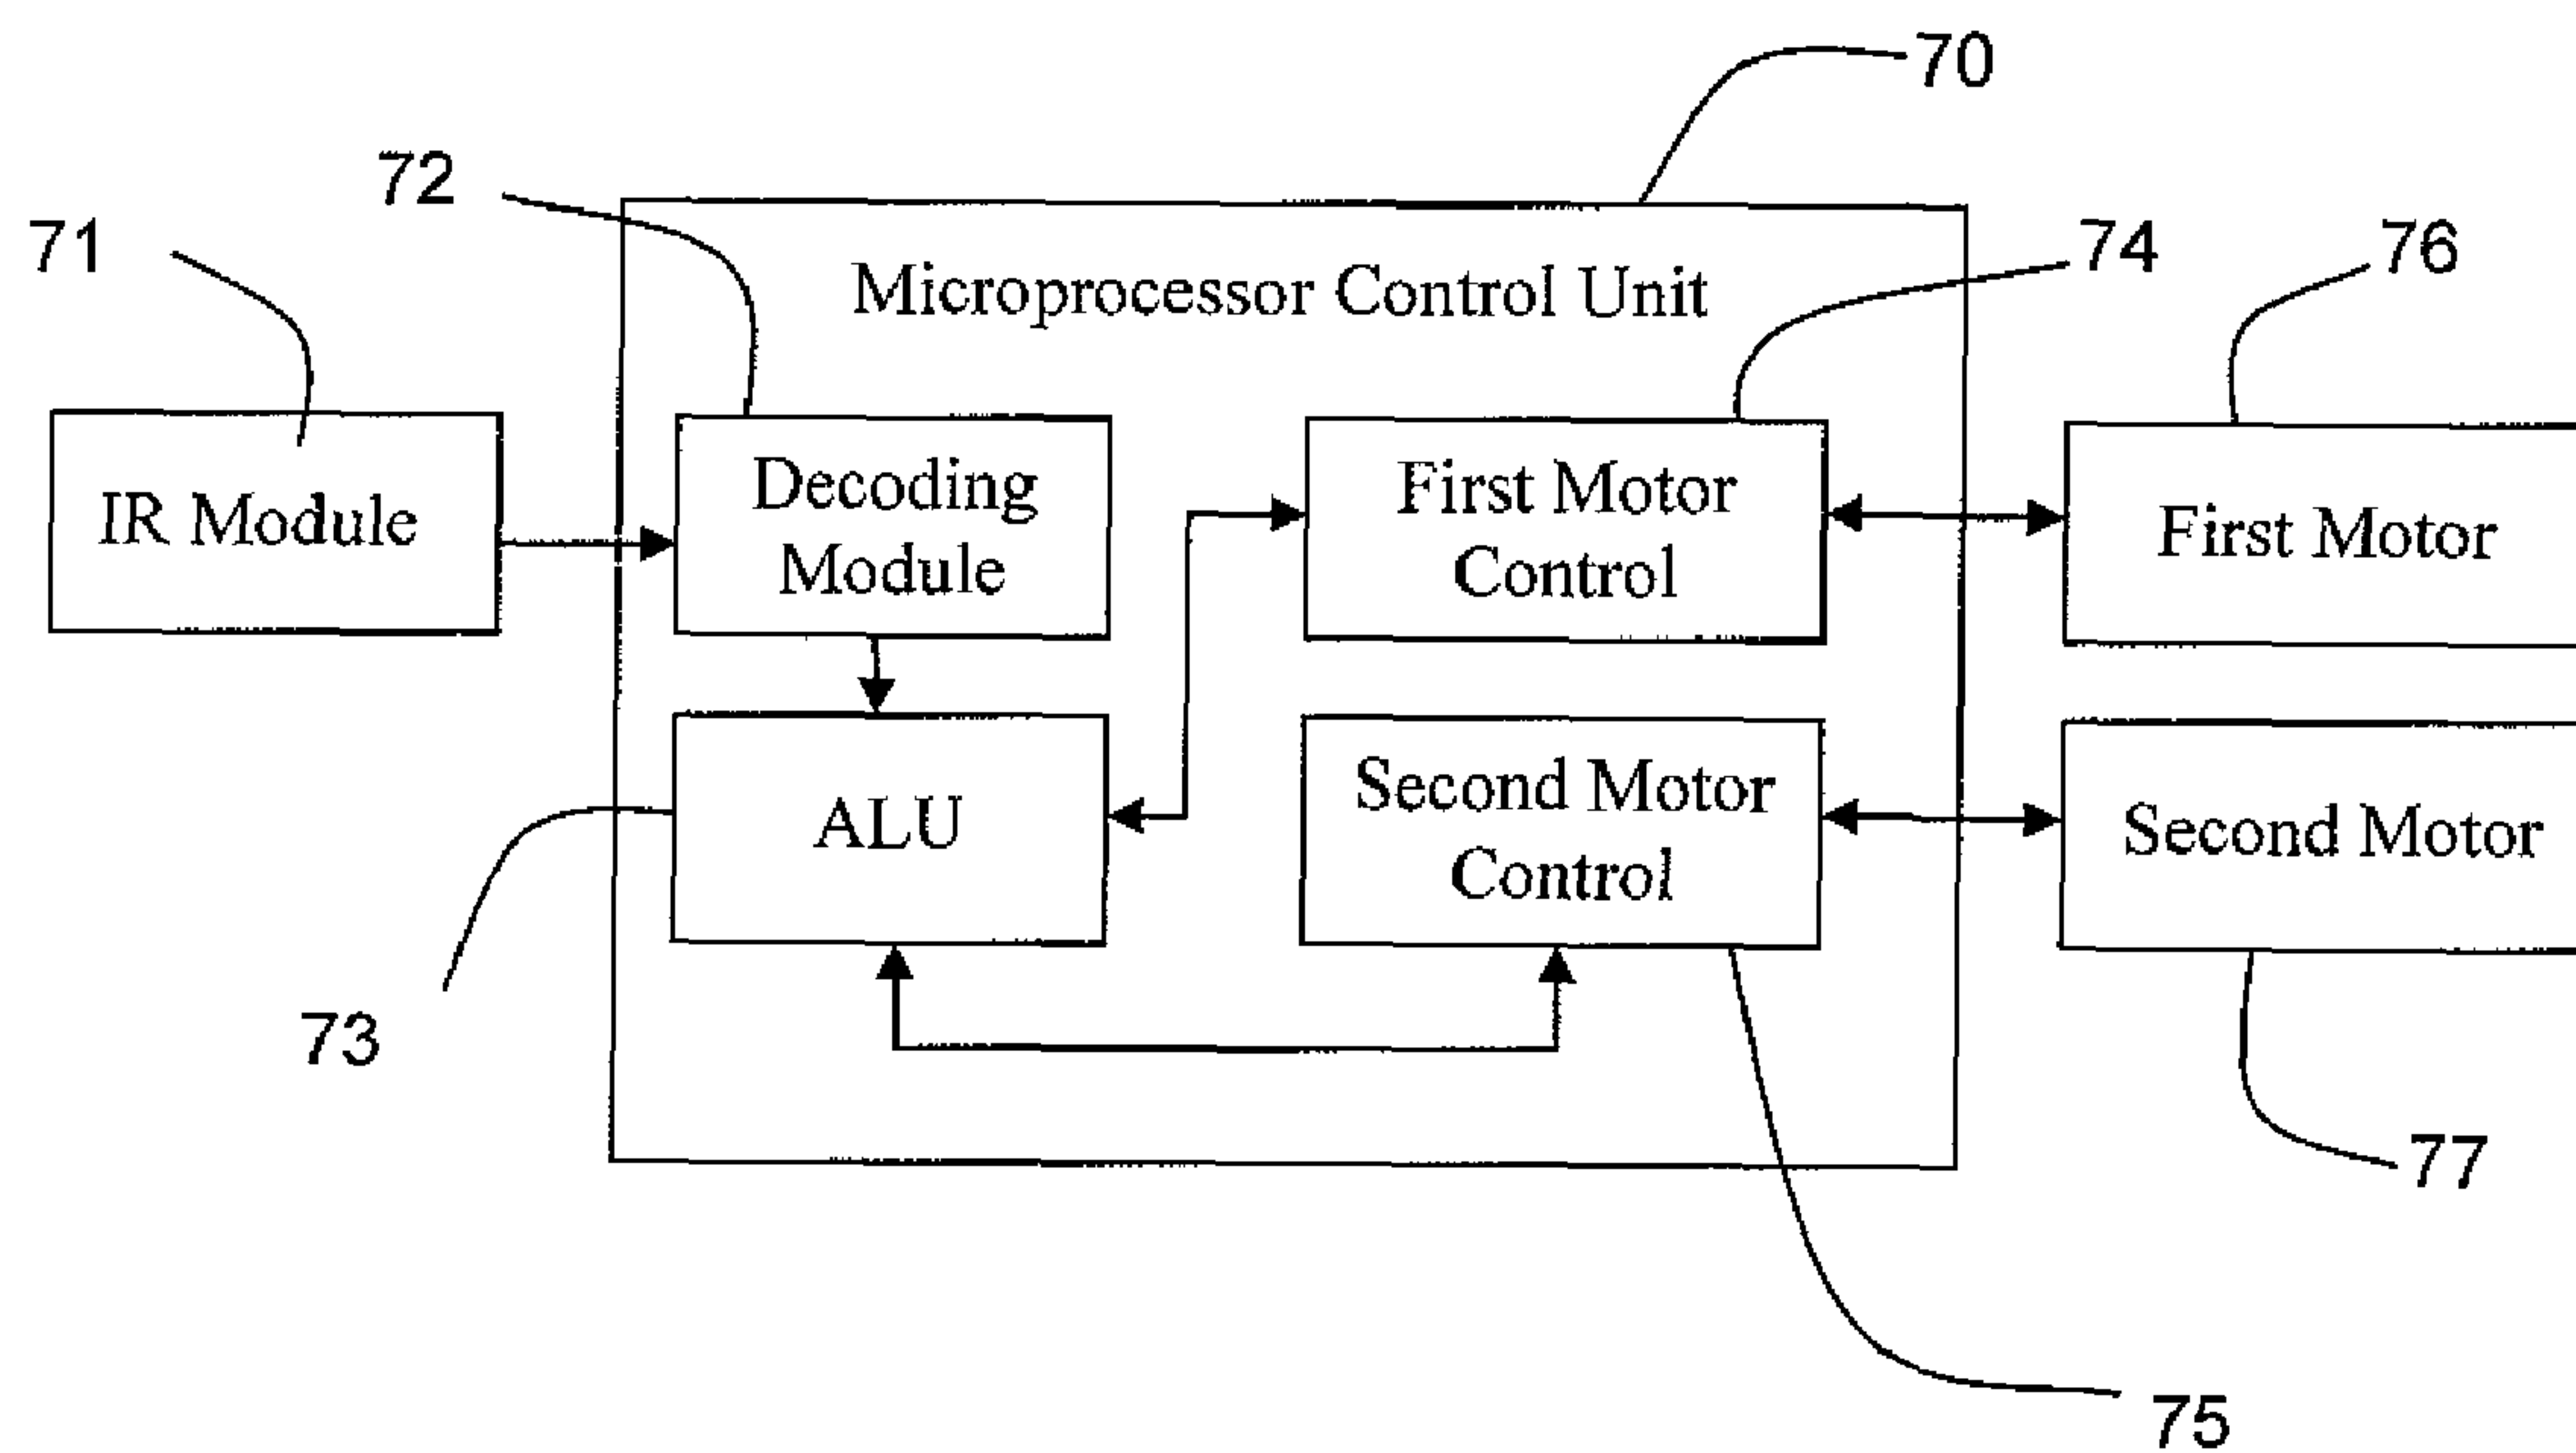 70
72
71
Microprocessor Control Unit
74
76
IR Module
Decoding
Module
First Motor
Control
First Motor
ALU
Second Motor
Control
Second Motor
73
77
75